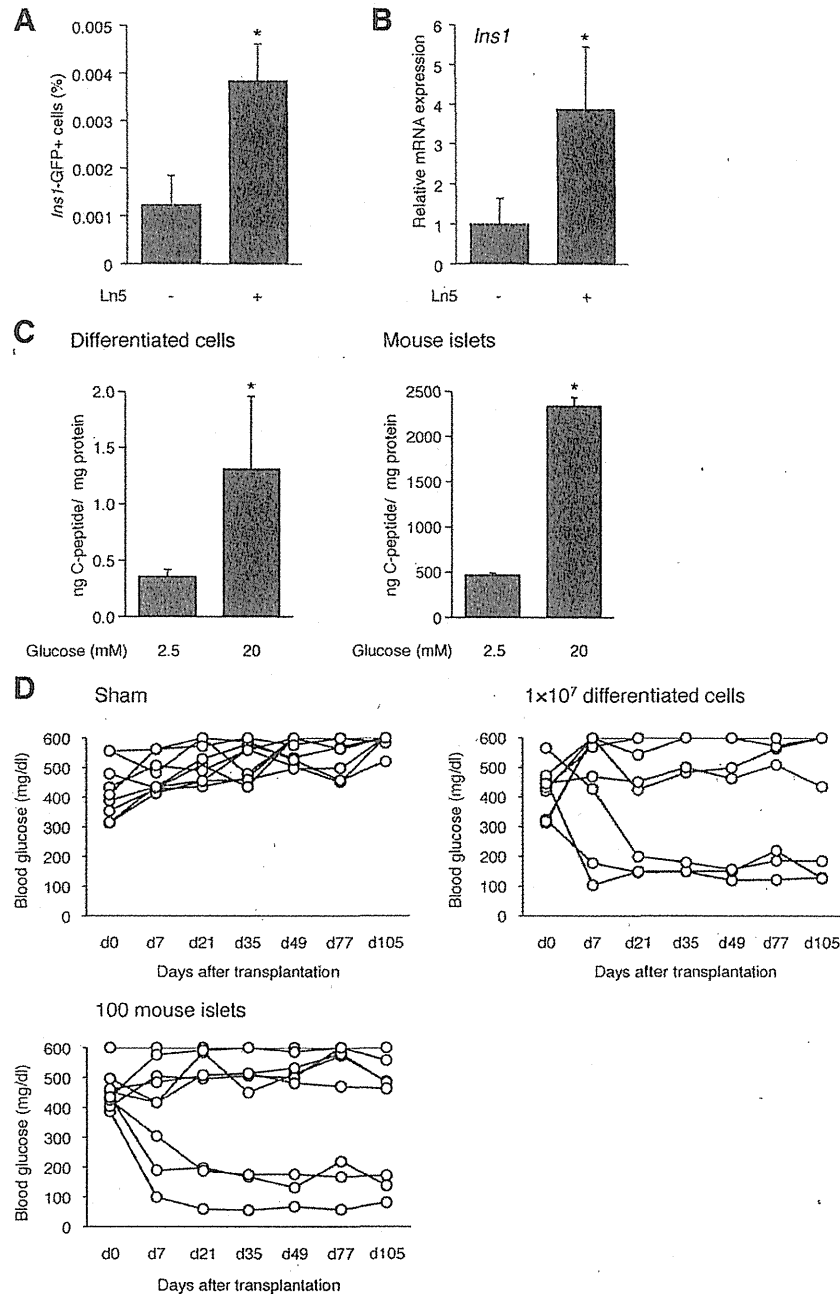 A
Ins1-GFP+ cells (%)
0.005
0.004
0.003
0.002
0.001
0
*
Ln5 - +
B
Ins1
Relative mRNA expression
6
5
4
3
2
1
0
*
Ln5 - +
C
Differentiated cells
ng C-peptide/ mg protein
2.0
1.5
1.0
0.5
0.0
*
Glucose (mM) 2.5 20
Mouse islets
ng C-peptide/ mg protein
2500
2000
1500
1000
500
0
*
Glucose (mM) 2.5 20
D
Sham
Blood glucose (mg/dl)
600
500
400
300
200
100
0
d0 d7 d21 d35 d49 d77 d105
Days after transplantation
1×10⁷ differentiated cells
Blood glucose (mg/dl)
600
500
400
300
200
100
0
d0 d7 d21 d35 d49 d77 d105
Days after transplantation
100 mouse islets
Blood glucose (mg/dl)
600
500
400
300
200
100
0
d0 d7 d21 d35 d49 d77 d105
Days after transplantation